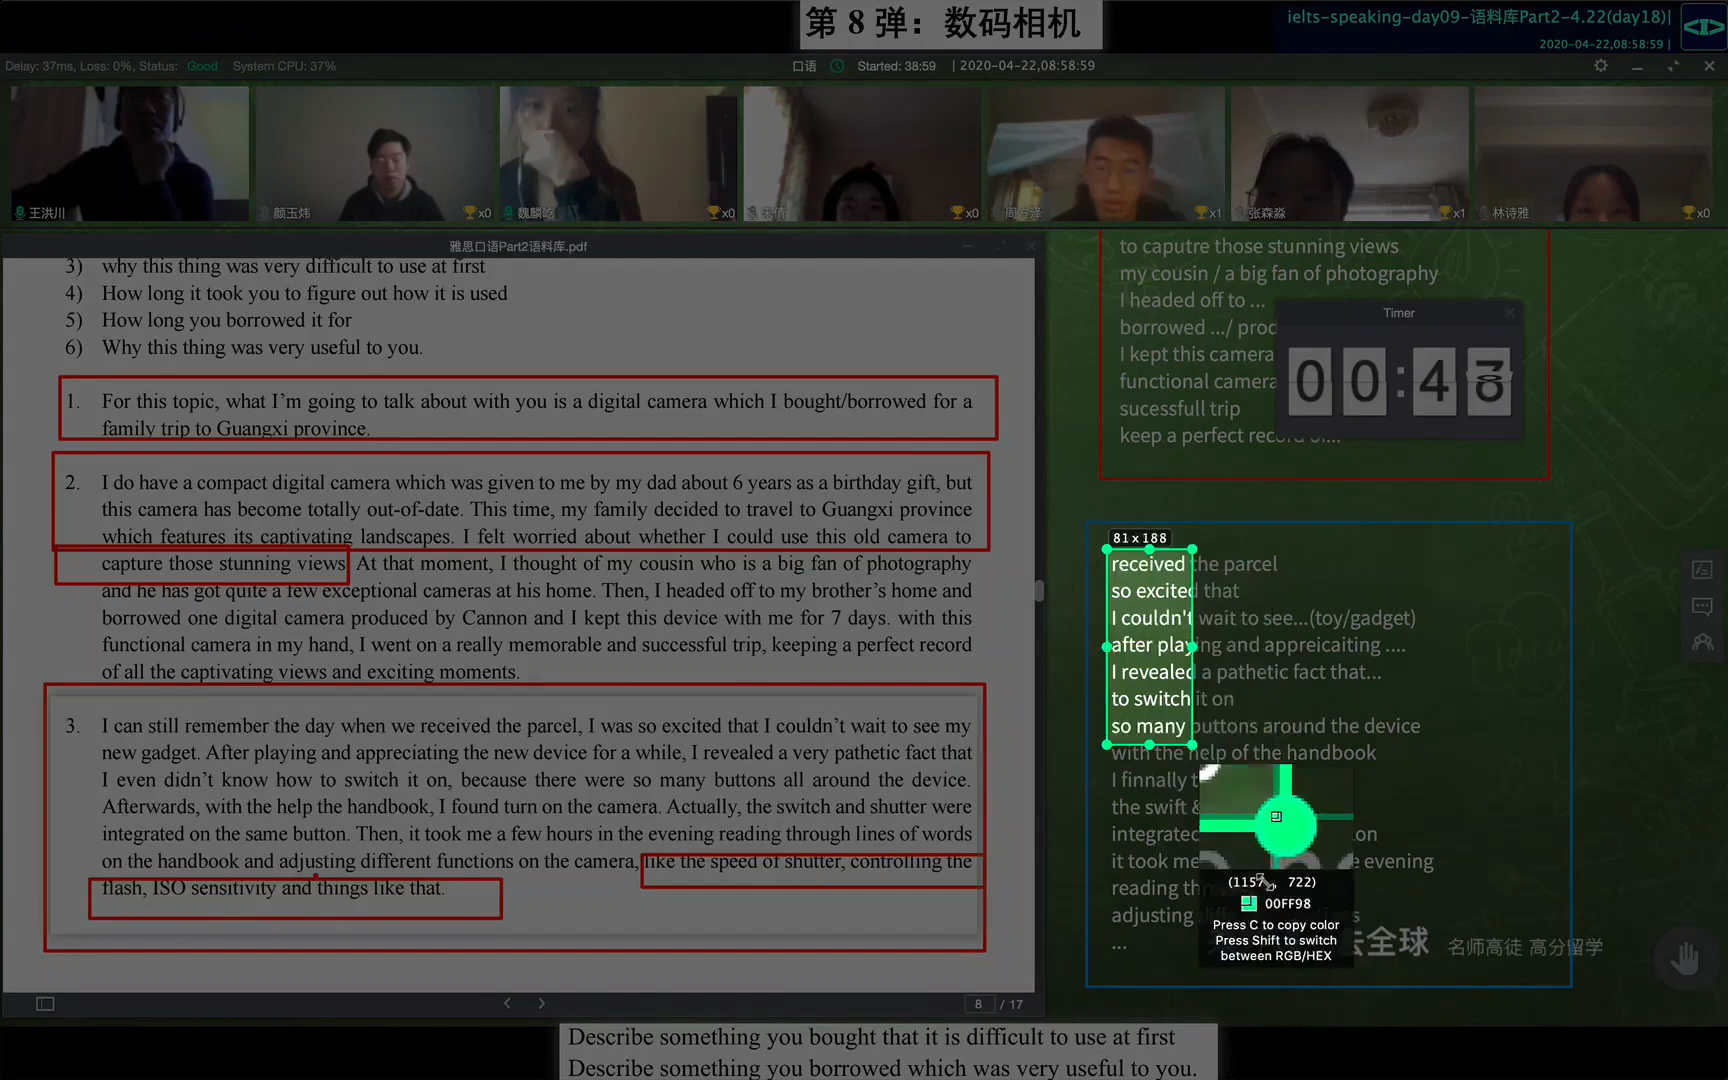 第 8 弹：数码相机
ielts-speaking-day09-语料库Part2-4.22(day18)|
2020-04-22,08:58:59 |
Delay: 37ms, Loss: 0%, Status: Good System CPU: 37%
口语 Started: 38:59 | 2020-04-22,08:58:59
王洪川
颜玉炜 x0
魏麟屹 x0
x0
x1
张森淼 x1
林诗雅 x0
雅思口语Part2语料库.pdf
3) why this thing was very difficult to use at first
4) How long it took you to figure out how it is used
5) How long you borrowed it for
6) Why this thing was very useful to you.
1. For this topic, what I'm going to talk about with you is a digital camera which I bought/borrowed for a
family trip to Guangxi province.
2. I do have a compact digital camera which was given to me by my dad about 6 years as a birthday gift, but
this camera has become totally out-of-date. This time, my family decided to travel to Guangxi province
which features its captivating landscapes. I felt worried about whether I could use this old camera to
capture those stunning views. At that moment, I thought of my cousin who is a big fan of photography
and he has got quite a few exceptional cameras at his home. Then, I headed off to my brother's home and
borrowed one digital camera produced by Cannon and I kept this device with me for 7 days. with this
functional camera in my hand, I went on a really memorable and successful trip, keeping a perfect record
of all the captivating views and exciting moments.
3. I can still remember the day when we received the parcel, I was so excited that I couldn't wait to see my
new gadget. After playing and appreciating the new device for a while, I revealed a very pathetic fact that
I even didn't know how to switch it on, because there were so many buttons all around the device.
Afterwards, with the help the handbook, I found turn on the camera. Actually, the switch and shutter were
integrated on the same button. Then, it took me a few hours in the evening reading through lines of words
on the handbook and adjusting different functions on the camera, like the speed of shutter, controlling the
flash, ISO sensitivity and things like that.
8 / 17
to caputre those stunning views
my cousin / a big fan of photography
I headed off to ...
borrowed .../ prod
I kept this camera
functional camera
sucessfull trip
keep a perfect record of...
Timer
00:48
81 x 188
received the parcel
so excited that
I couldn't wait to see...(toy/gadget)
after playing and appreicaiting ....
I revealed a pathetic fact that...
to switch it on
so many buttons around the device
with the help of the handbook
I finnally
the swift &
integrated on
it took me evening
reading
adjusting
...
(1157, 722)
00FF98
Press C to copy color
Press Shift to switch
between RGB/HEX
全球 名师高徒 高分留学
Describe something you bought that it is difficult to use at first
Describe something you borrowed which was very useful to you.